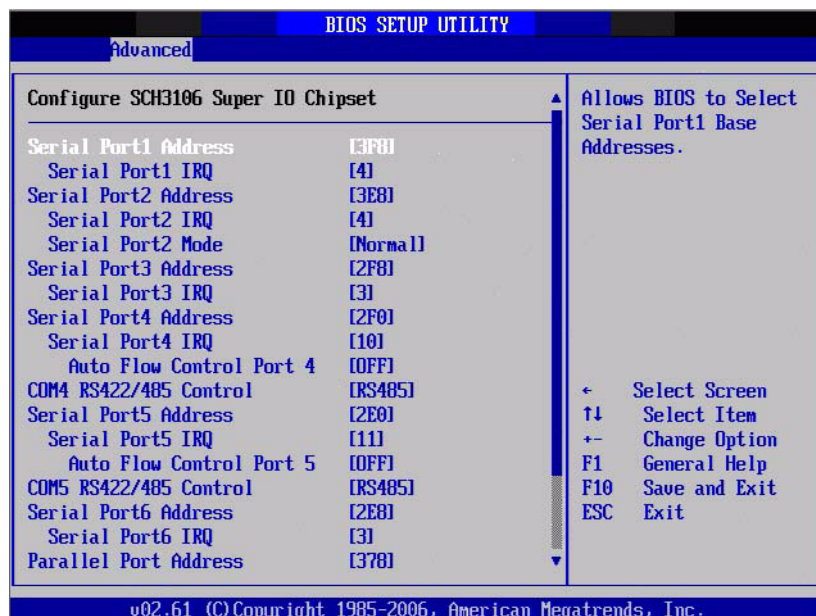 BIOS SETUP UTILITY
Advanced
Configure SCH3106 Super IO Chipset
Serial Port1 Address [3F8]
Serial Port1 IRQ [4]
Serial Port2 Address [3E8]
Serial Port2 IRQ [4]
Serial Port2 Mode [Normal]
Serial Port3 Address [2F8]
Serial Port3 IRQ [3]
Serial Port4 Address [2F0]
Serial Port4 IRQ [10]
Auto Flow Control Port 4 [OFF]
COM4 RS422/485 Control [RS485]
Serial Port5 Address [2E0]
Serial Port5 IRQ [11]
Auto Flow Control Port 5 [OFF]
COM5 RS422/485 Control [RS485]
Serial Port6 Address [2E8]
Serial Port6 IRQ [3]
Parallel Port Address [378]
Allows BIOS to Select
Serial Port1 Base
Addresses.
← Select Screen
↑↓ Select Item
+- Change Option
F1 General Help
F10 Save and Exit
ESC Exit
v02.61 (C)Copyright 1985-2006, American Megatrends, Inc.